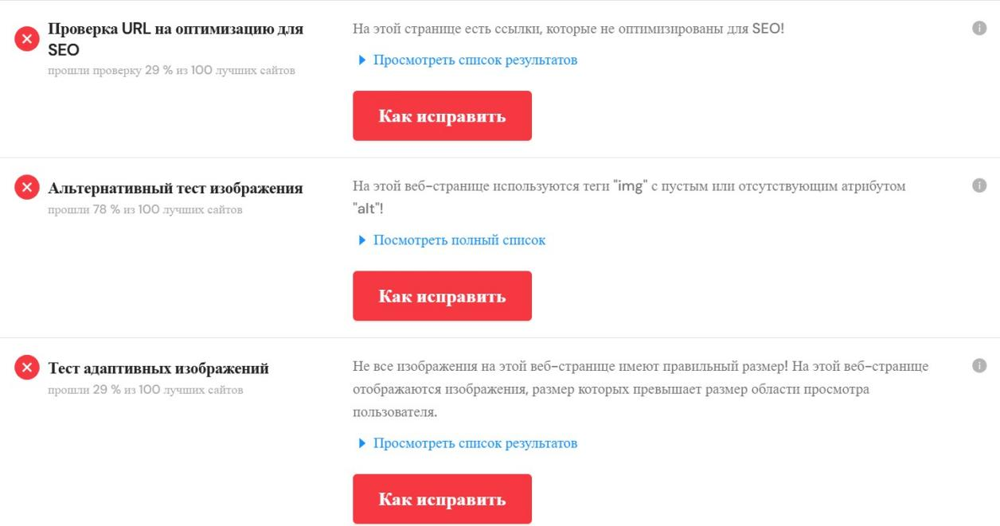 Проверка URL на оптимизацию для
SEO
прошли проверку 29 % из 100 лучших сайтов
На этой странице есть ссылки, которые не оптимизированы для SEO!
Просмотреть список результатов
Как исправить
Альтернативный тест изображения
прошли 78 % из 100 лучших сайтов
На этой веб-странице используются теги "img" с пустым или отсутствующим атрибутом
"alt"!
Посмотреть полный список
Как исправить
Тест адаптивных изображений
прошли 29 % из 100 лучших сайтов
Не все изображения на этой веб-странице имеют правильный размер! На этой веб-странице
отображаются изображения, размер которых превышает размер области просмотра
пользователя.
Просмотреть список результатов
Как исправить